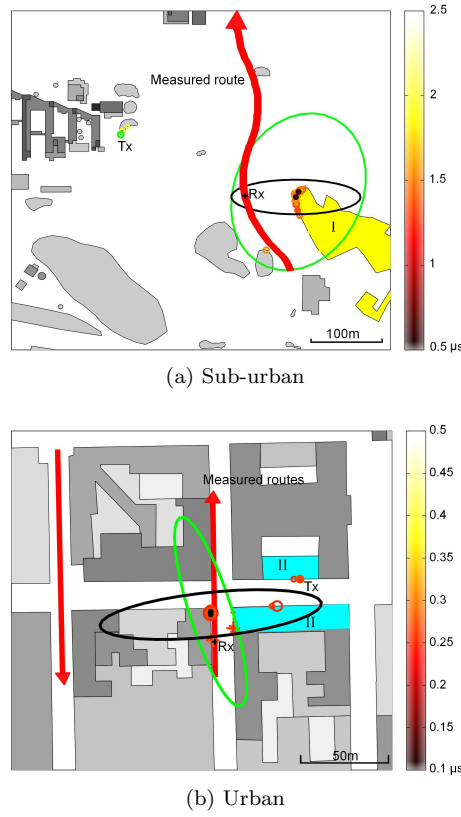 2.5
Measured route
2
Tx
Rx
1.5
I
1
100m
0.5 µs
(a) Sub-urban
0.5
Measured routes
0.45
0.4
II
0.35
Tx
0.3
II
0.25
Rx
0.2
50m
0.15
0.1 µs
(b) Urban